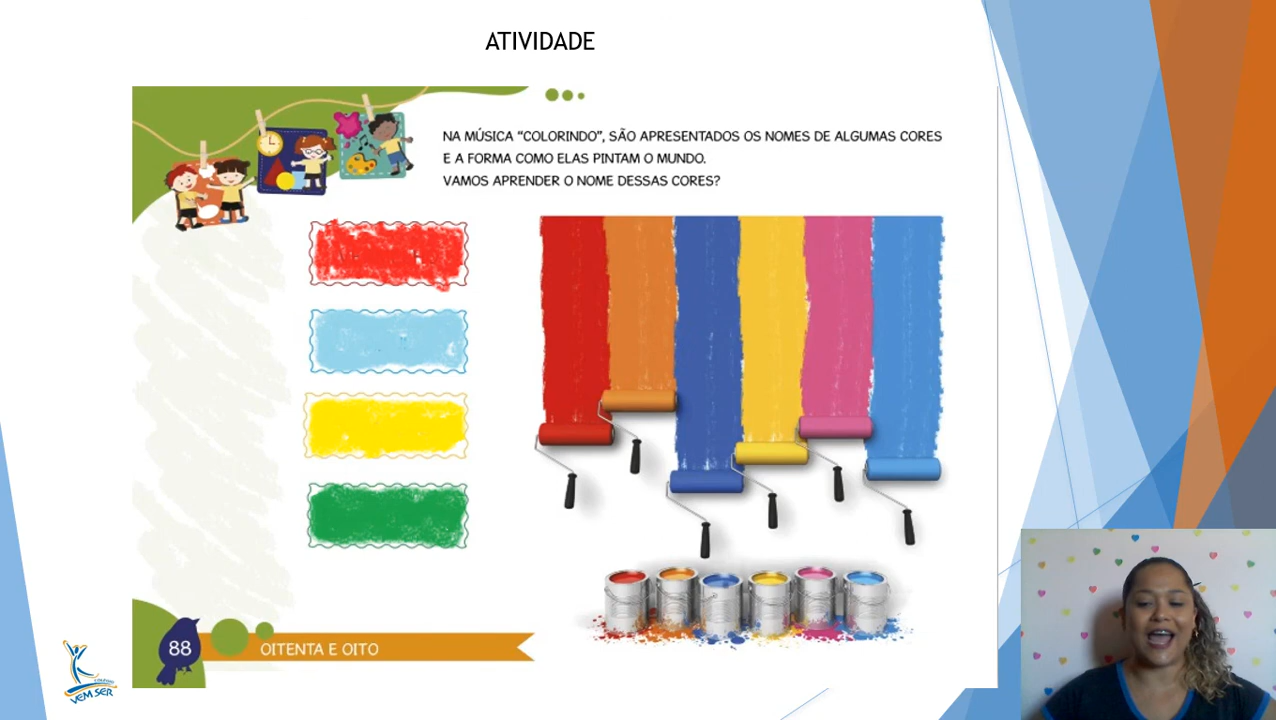 ATIVIDADE
NA MÚSICA “COLORINDO”, SÃO APRESENTADOS OS NOMES DE ALGUMAS CORES
E A FORMA COMO ELAS PINTAM O MUNDO.
VAMOS APRENDER O NOME DESSAS CORES?
88
OITENTA E OITO
COLÉGIO
VEM SER